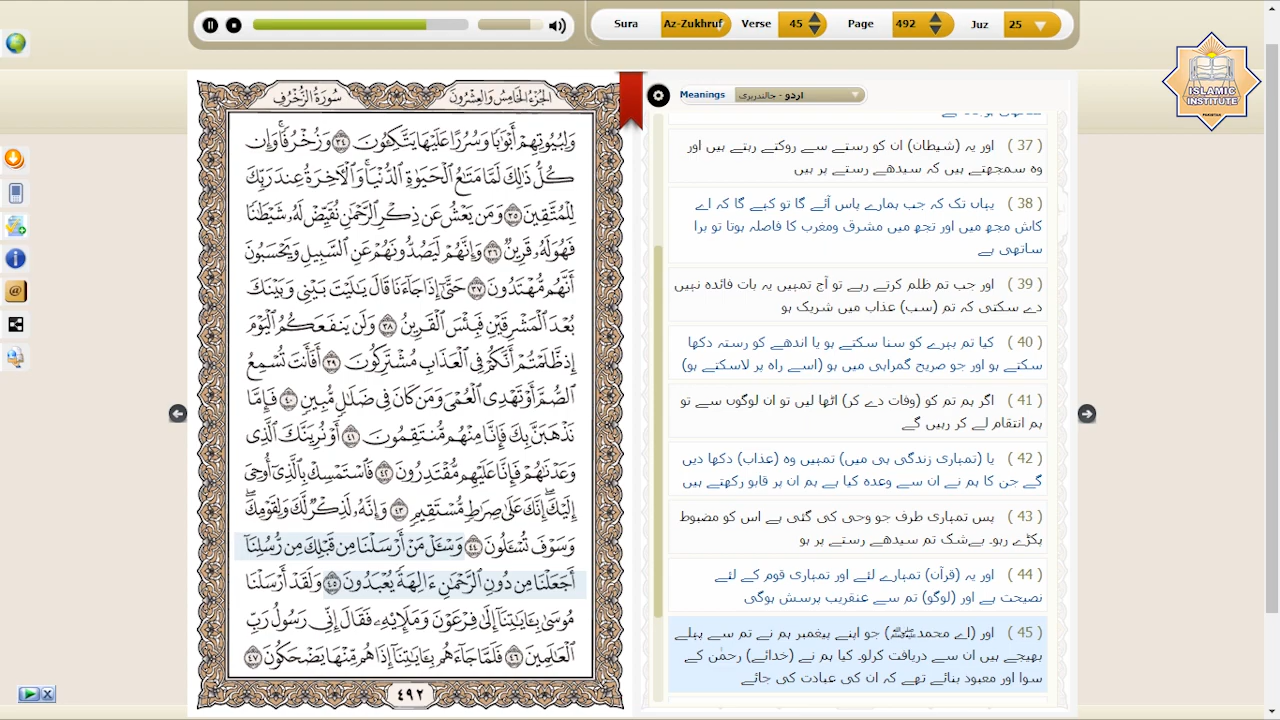 Sura Az-Zukhruf Verse 45 Page 492 Juz 25
ISLAMIC
INSTITUTE
سُورَةُ الزُّخْرُفِ
الجُزْءُ الخَامِسُ وَالعِشْرُونَ
وَلِبُيُوتِهِمْ أَبْوَٰبًا وَسُرُرًا عَلَيْهَا يَتَّكِـُٔونَ ٣٤ وَزُخْرُفًا ۚ وَإِن
كُلُّ ذَٰلِكَ لَمَّا مَتَـٰعُ ٱلْحَيَوٰةِ ٱلدُّنْيَا ۚ وَٱلْـَٔاخِرَةُ عِندَ رَبِّكَ
لِلْمُتَّقِينَ ٣٥ وَمَن يَعْشُ عَن ذِكْرِ ٱلرَّحْمَـٰنِ نُقَيِّضْ لَهُۥ شَيْطَـٰنًا
فَهُوَ لَهُۥ قَرِينٌ ٣٦ وَإِنَّهُمْ لَيَصُدُّونَهُمْ عَنِ ٱلسَّبِيلِ وَيَحْسَبُونَ
أَنَّهُم مُّهْتَدُونَ ٣٧ حَتَّىٰٓ إِذَا جَآءَنَا قَالَ يَـٰلَيْتَ بَيْنِى وَبَيْنَكَ
بُعْدَ ٱلْمَشْرِقَيْنِ فَبِئْسَ ٱلْقَرِينُ ٣٨ وَلَن يَنفَعَكُمُ ٱلْيَوْمَ
إِذ ظَّلَمْتُمْ أَنَّكُمْ فِى ٱلْعَذَابِ مُشْتَرِكُونَ ٣٩ أَفَأَنتَ تُسْمِعُ
ٱلصُّمَّ أَوْ تَهْدِى ٱلْعُمْىَ وَمَن كَانَ فِى ضَلَـٰلٍ مُّبِينٍ ٤٠ فَإِمَّا
نَذْهَبَنَّ بِكَ فَإِنَّا مِنْهُم مُّنتَقِمُونَ ٤١ أَوْ نُرِيَنَّكَ ٱلَّذِى
وَعَدْنَـٰهُمْ فَإِنَّا عَلَيْهِم مُّقْتَدِرُونَ ٤٢ فَٱسْتَمْسِكْ بِٱلَّذِىٓ أُوحِىَ
إِلَيْكَ ۖ إِنَّكَ عَلَىٰ صِرَٰطٍ مُّسْتَقِيمٍ ٤٣ وَإِنَّهُۥ لَذِكْرٌ لَّكَ وَلِقَوْمِكَ ۖ
وَسَوْفَ تُسْـَٔلُونَ ٤٤ وَسْـَٔلْ مَنْ أَرْسَلْنَا مِن قَبْلِكَ مِن رُّسُلِنَآ
أَجَعَلْنَا مِن دُونِ ٱلرَّحْمَـٰنِ ءَالِهَةً يُعْبَدُونَ ٤٥ وَلَقَدْ أَرْسَلْنَا
مُوسَىٰ بِـَٔايَـٰتِنَآ إِلَىٰ فِرْعَوْنَ وَمَلَإِيْهِۦ فَقَالَ إِنِّى رَسُولُ رَبِّ
ٱلْعَـٰلَمِينَ ٤٦ فَلَمَّا جَآءَهُم بِـَٔايَـٰتِنَآ إِذَا هُم مِّنْهَا يَضْحَكُونَ ٤٧
٤٩٢
Meanings اردو - جالندربرى
( 37 ) اور یہ (شیطان) ان کو رستے سے روکتے رہتے ہیں اور
وہ سمجھتے ہیں کہ سیدھے رستے پر ہیں
( 38 ) یہاں تک کہ جب ہمارے پاس آئے گا تو کہے گا کہ اے
کاش مجھ میں اور تجھ میں مشرق ومغرب کا فاصلہ ہوتا تو برا
ساتھی ہے
( 39 ) اور جب تم ظلم کرتے رہے تو آج تمہیں یہ بات فائدہ نہیں
دے سکتی کہ تم (سب) عذاب میں شریک ہو
( 40 ) کیا تم بہرے کو سنا سکتے ہو یا اندھے کو رستہ دکھا
سکتے ہو اور جو صریح گمراہی میں ہو (اسے راہ پر لاسکتے ہو)
( 41 ) اگر ہم تم کو (وفات دے کر) اٹھا لیں تو ان لوگوں سے تو
ہم انتقام لے کر رہیں گے
( 42 ) یا (تمہاری زندگی ہی میں) تمہیں وہ (عذاب) دکھا دیں
گے جن کا ہم نے ان سے وعدہ کیا ہے ہم ان پر قابو رکھتے ہیں
( 43 ) پس تمہاری طرف جو وحی کی گئی ہے اس کو مضبوط
پکڑے رہو۔ بےشک تم سیدھے رستے پر ہو
( 44 ) اور یہ (قرآن) تمہارے لئے اور تمہاری قوم کے لئے
نصیحت ہے اور (لوگو) تم سے عنقریب پرسش ہوگی
( 45 ) اور (اے محمدﷺ) جو اپنے پیغمبر ہم نے تم سے پہلے
بھیجے ہیں ان سے دریافت کرلو۔ کیا ہم نے (خدائے) رحمٰن کے
سوا اور معبود بنائے تھے کہ ان کی عبادت کی جائے